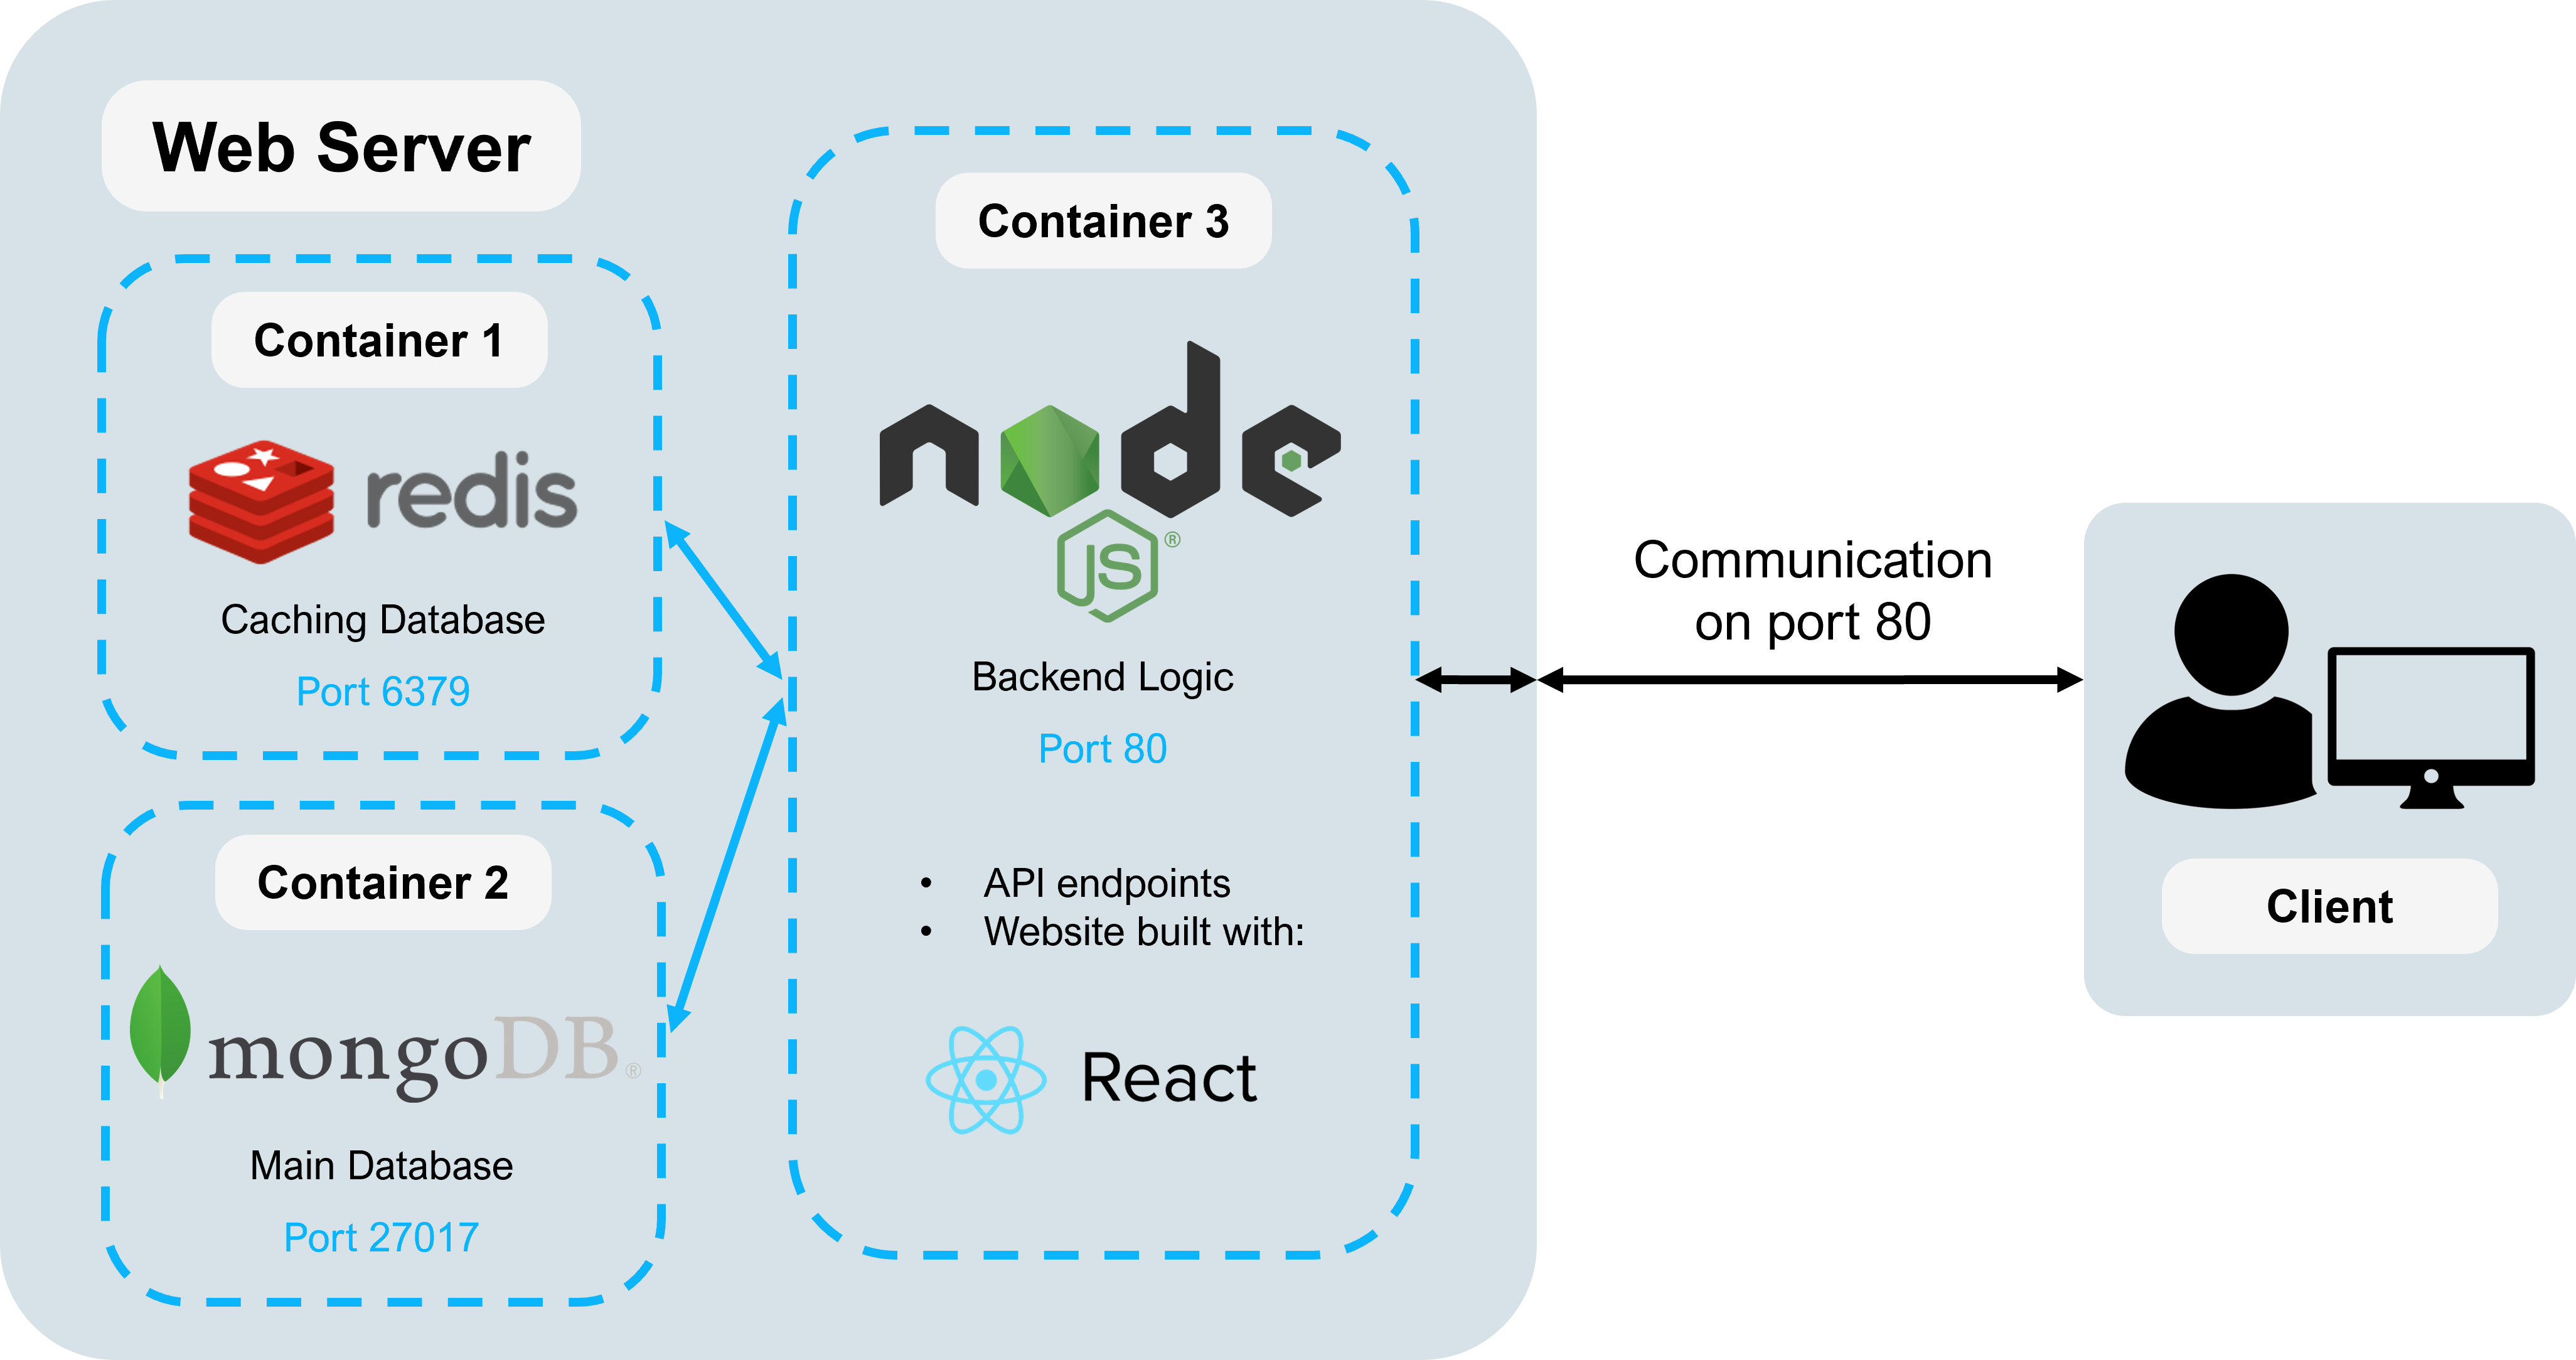 Web Server
Container 1
redis
Caching Database
Port 6379
Container 2
mongoDB®
Main Database
Port 27017
Container 3
node
JS®
Backend Logic
Port 80
• API endpoints
• Website built with:
React
Communication
on port 80
Client